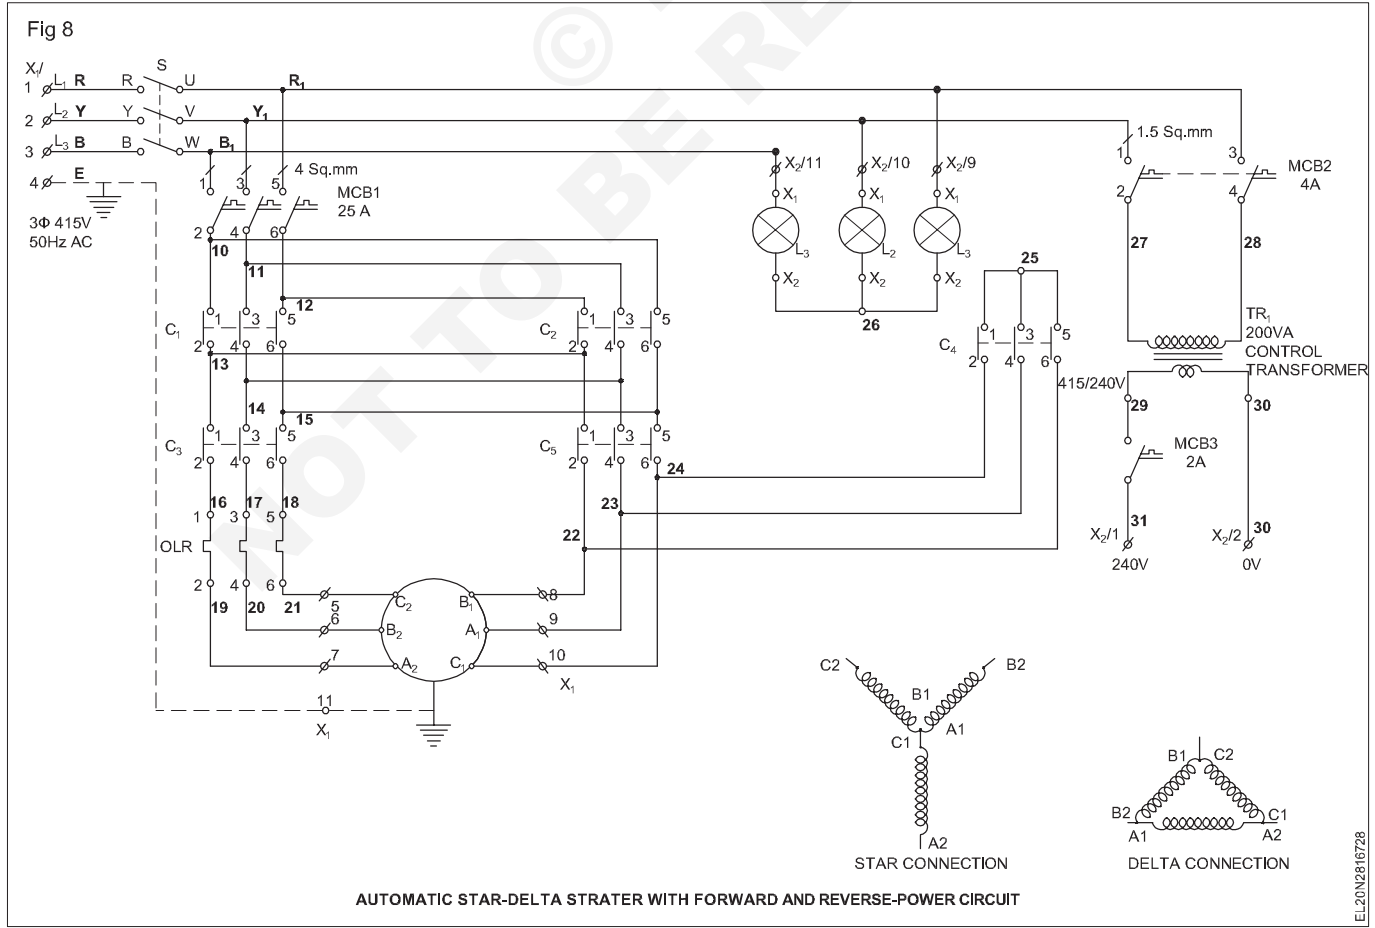 Fig 8
X1/
1 L1 R R S U R1
2 L2 Y Y V Y1
3 L3 B B W B1
4 E
3Φ 415V
50Hz AC
4 Sq.mm
1 3 5
MCB1
25 A
2 4 6
10
11
12
X2/11 X2/10 X2/9
X1 X1 X1
L3 L2 L3
X2 X2 X2
26
1.5 Sq.mm
1 3
MCB2
4A
2 4
27 28
25
C1 1 3 5
2 4 6
C2 1 3 5
2 4 6
C4 1 3 5
2 4 6
TR1
200VA
CONTROL
TRANSFORMER
415/240V
13
14
15
29 30
C3 1 3 5
2 4 6
C5 1 3 5
2 4 6
MCB3
2A
24
23
22
16 17 18
1 3 5
OLR
2 4 6
19 20 21
31 30
X2/1 X2/2
240V 0V
5 C2 B1 8
6 B2 A1 9
7 A2 C1 10
X1
11
X1
C2 B2
B1
C1 A1
A2
STAR CONNECTION
B1 C2
B2 C1
A1 A2
DELTA CONNECTION
AUTOMATIC STAR-DELTA STRATER WITH FORWARD AND REVERSE-POWER CIRCUIT
EL20N2816728
©
NOT TO BE RE